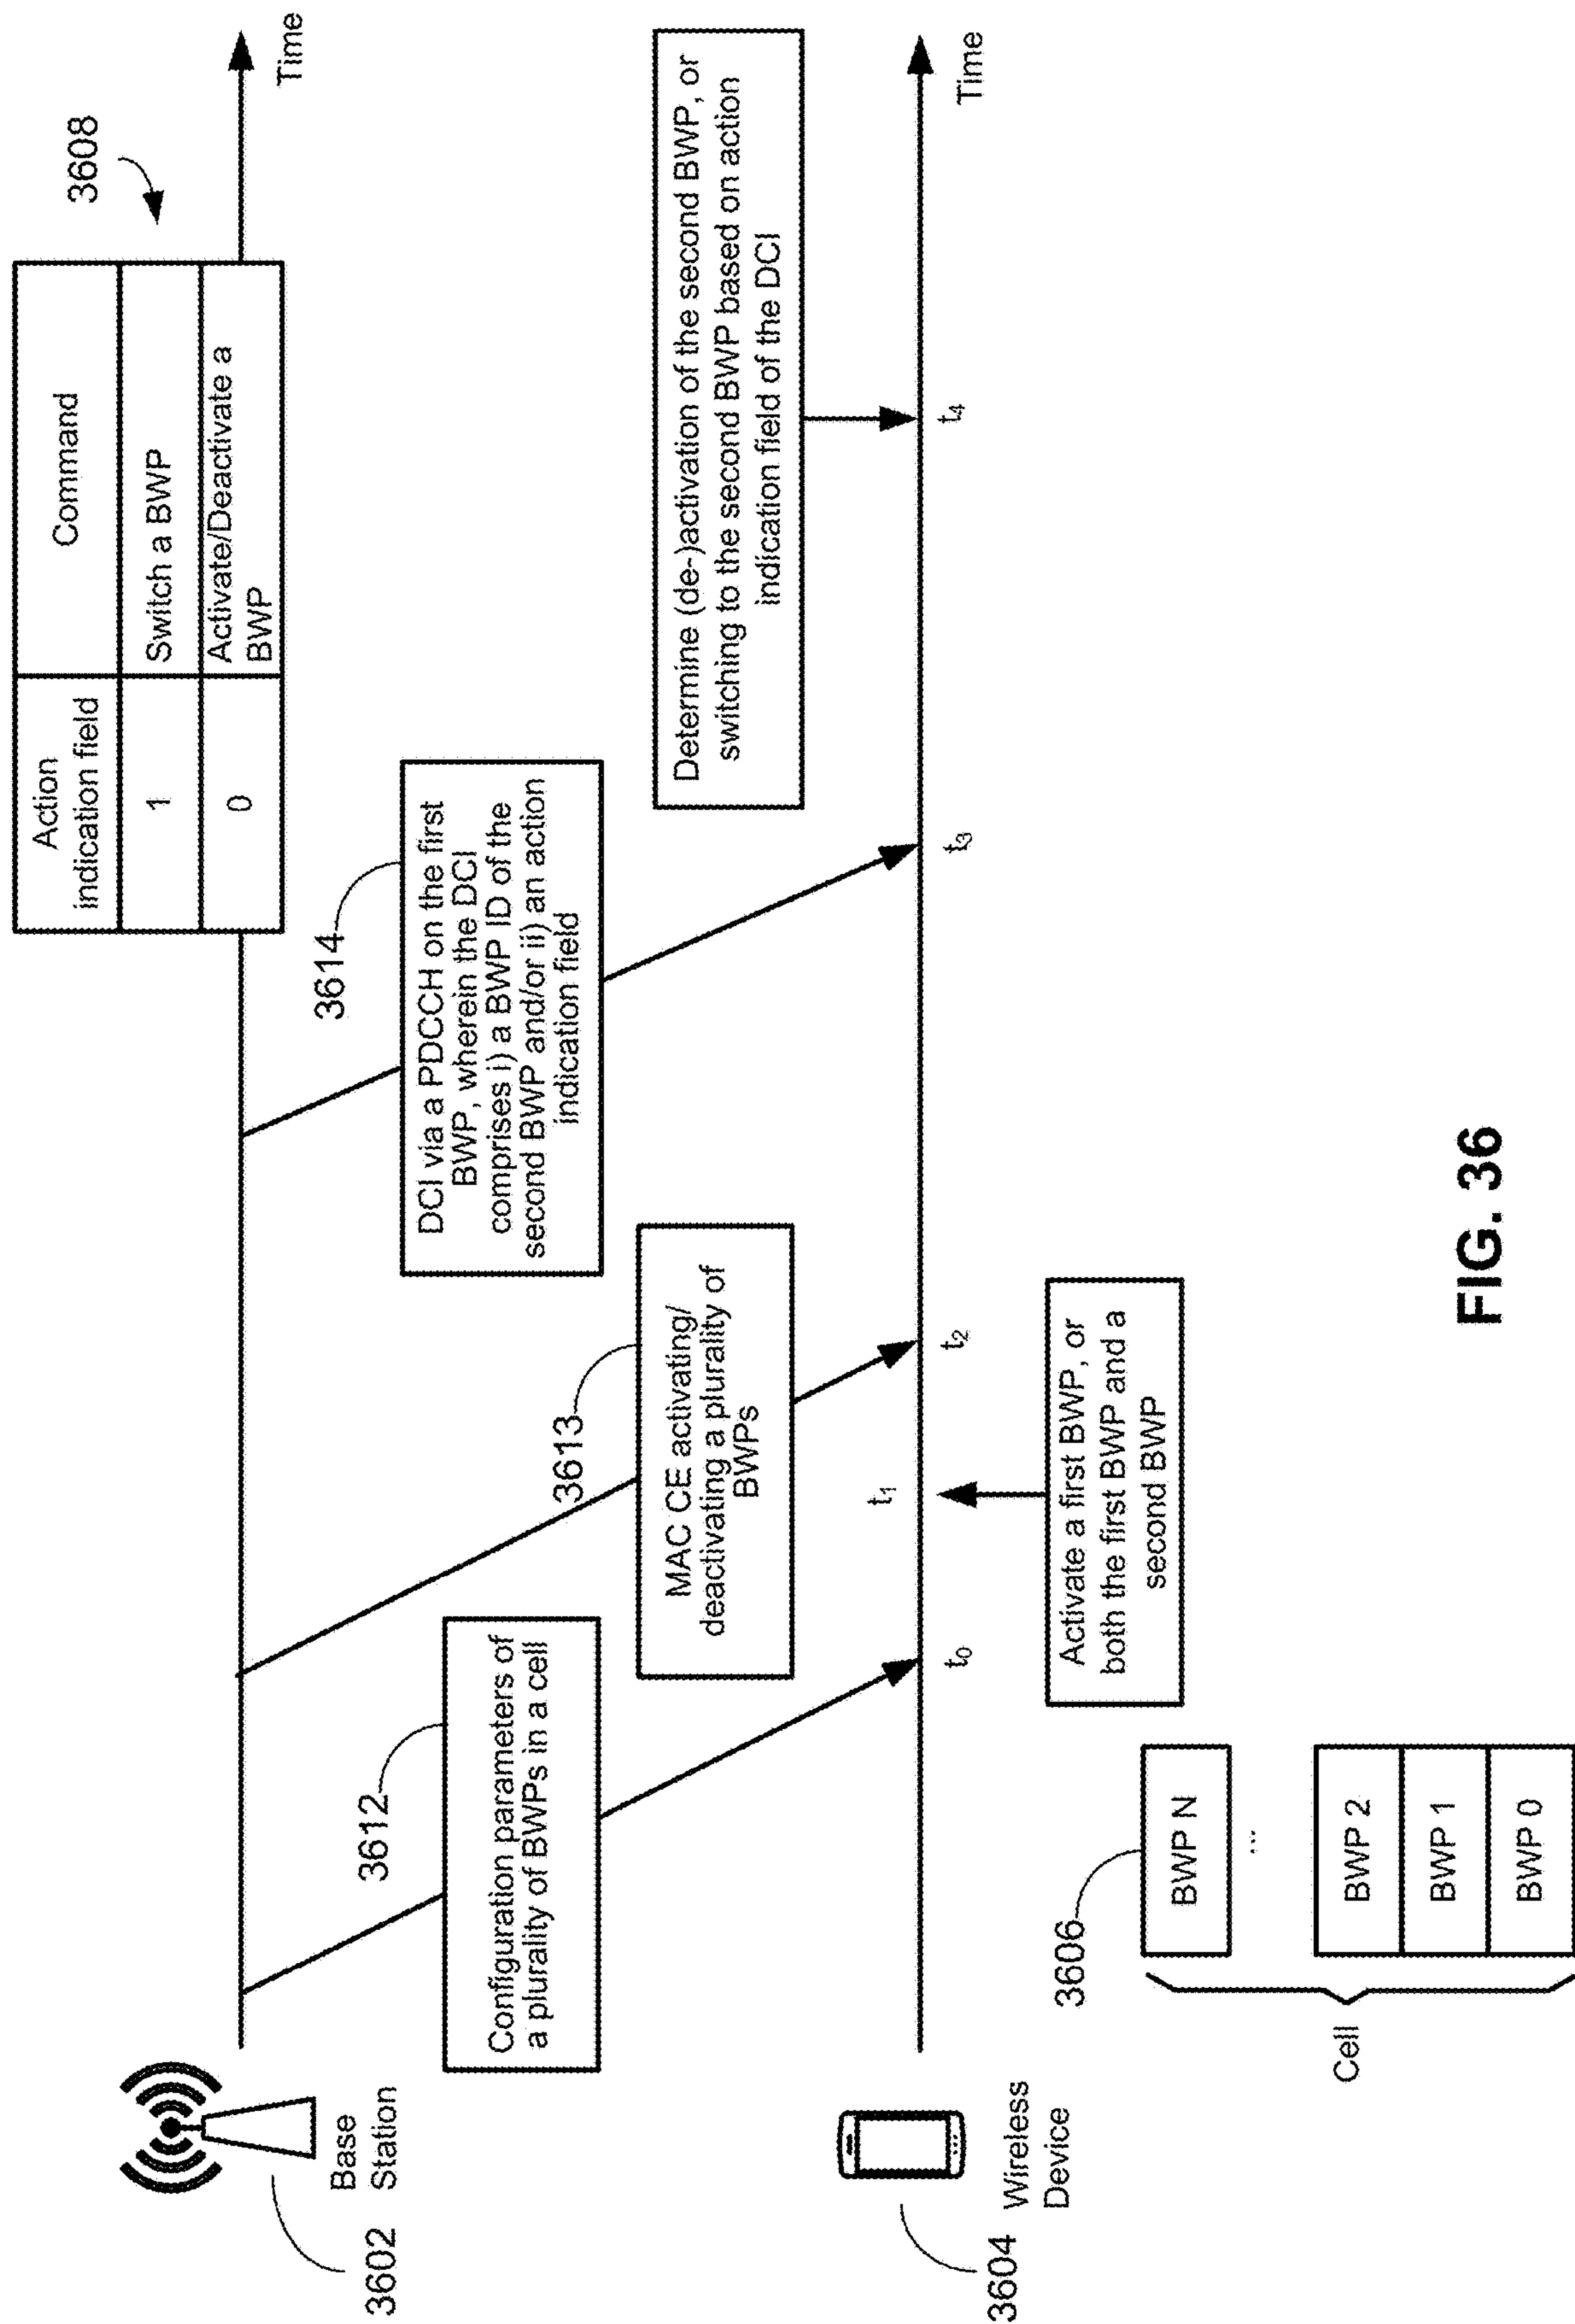 Action
indication field
Command
1
Switch a BWP
0
Activate/Deactivate a
BWP
3608
Time
Base
Station
3602
3612
Configuration parameters of
a plurality of BWPs in a cell
3613
MAC CE activating/
deactivating a plurality of
BWPs
3614
DCI via a PDCCH on the first
BWP, wherein the DCI
comprises i) a BWP ID of the
second BWP and/or ii) an action
indication field
Determine (de-)activation of the second BWP, or
switching to the second BWP based on action
indication field of the DCI
Wireless
Device
3604
t0
t1
t2
t3
t4
Time
Activate a first BWP, or
both the first BWP and a
second BWP
3606
Cell
BWP N
...
BWP 2
BWP 1
BWP 0
FIG. 36